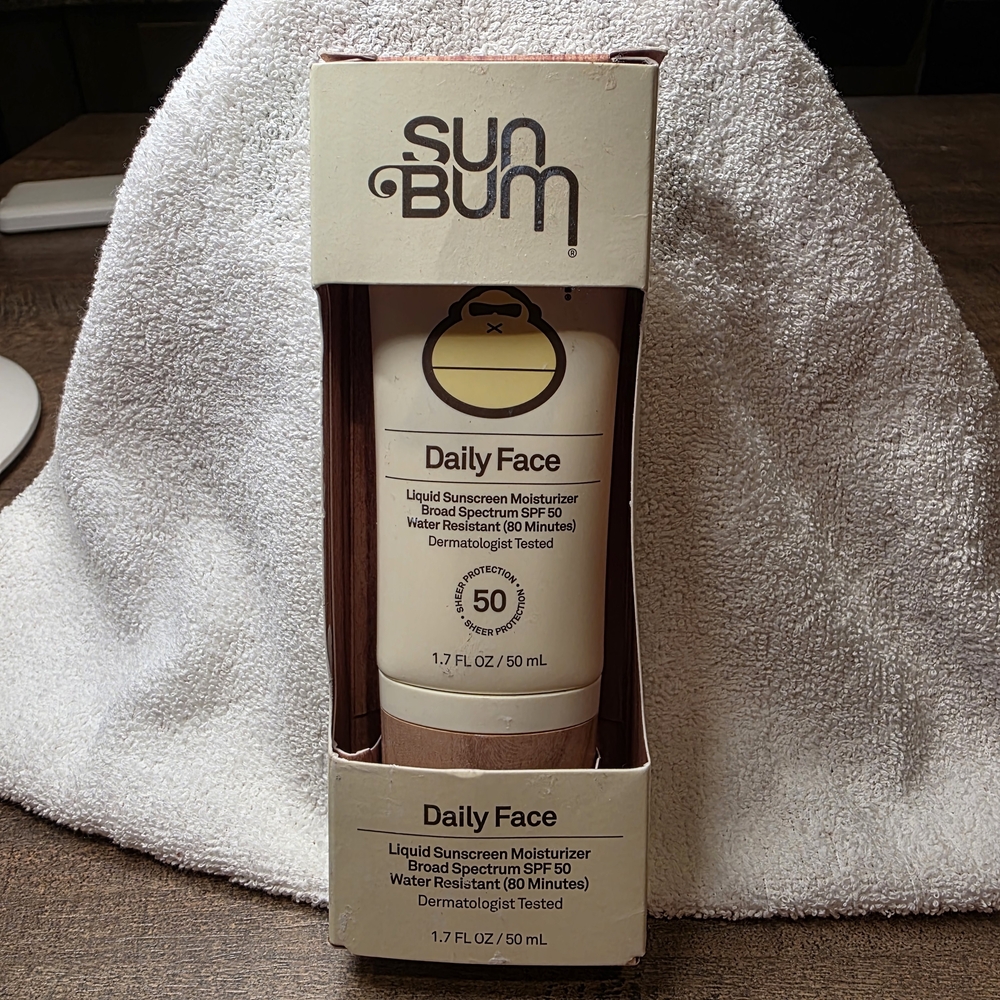 SUN
BUM
®
Daily Face
Liquid Sunscreen Moisturizer
Broad Spectrum SPF 50
Water Resistant (80 Minutes)
Dermatologist Tested
SHEER PROTECTION • SHEER PROTECTION • SHEER PROTECTION •
50
1.7 FL OZ / 50 mL
Daily Face
Liquid Sunscreen Moisturizer
Broad Spectrum SPF 50
Water Resistant (80 Minutes)
Dermatologist Tested
1.7 FL OZ / 50 mL